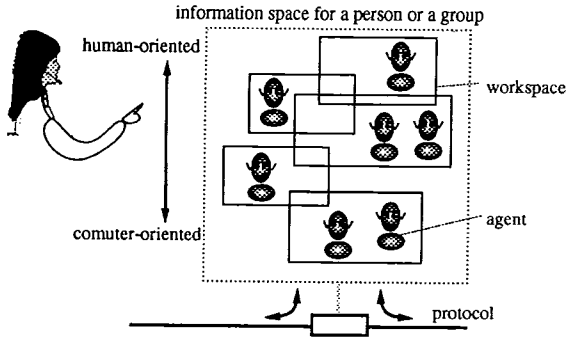 information space for a person or a group
human-oriented
workspace
comuter-oriented
agent
protocol